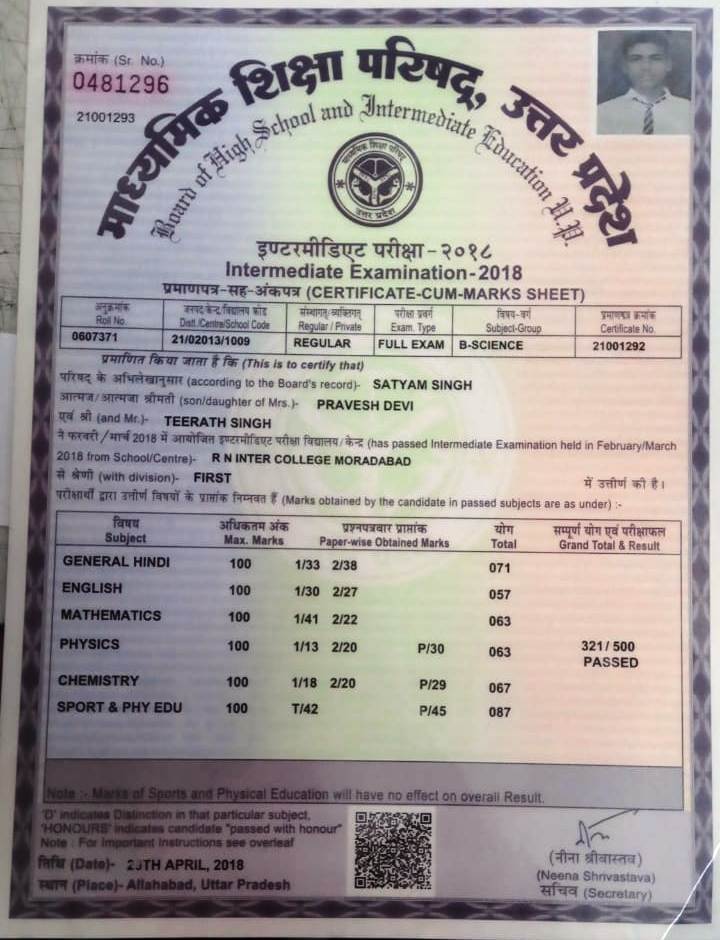 क्रमांक (Sr. No.)
0481296
21001293
माध्यमिक शिक्षा परिषद्, उत्तर प्रदेश
Board of High School and Intermediate Education U.P.
माध्यमिक शिक्षा परिषद्
उत्तर प्रदेश
इण्टरमीडिएट परीक्षा-२०१८
Intermediate Examination-2018
प्रमाणपत्र-सह-अंकपत्र (CERTIFICATE-CUM-MARKS SHEET)
अनुक्रमांक जनपद/केन्द्र/विद्यालय कोड संस्थागत/व्यक्तिगत परीक्षा प्रवर्ग विषय-वर्ग प्रमाणपत्र क्रमांक
Roll No. Distt./Centre/School Code Regular / Private Exam. Type Subject-Group Certificate No.
0607371 21/02013/1009 REGULAR FULL EXAM B-SCIENCE 21001292
प्रमाणित किया जाता है कि (This is to certify that)
परिषद के अभिलेखानुसार (according to the Board's record)- SATYAM SINGH
आत्मज/आत्मजा श्रीमती (son/daughter of Mrs.)- PRAVESH DEVI
एवं श्री (and Mr.)- TEERATH SINGH
ने फरवरी/मार्च 2018 में आयोजित इण्टरमीडिएट परीक्षा विद्यालय/केन्द्र (has passed Intermediate Examination held in February/March
2018 from School/Centre)- R N INTER COLLEGE MORADABAD
से श्रेणी (with division)- FIRST में उत्तीर्ण की है।
परीक्षार्थी द्वारा उत्तीर्ण विषयों के प्राप्तांक निम्नवत हैं (Marks obtained by the candidate in passed subjects are as under) :-
विषय अधिकतम अंक प्रश्नपत्रवार प्राप्तांक योग सम्पूर्ण योग एवं परीक्षाफल
Subject Max. Marks Paper-wise Obtained Marks Total Grand Total & Result
GENERAL HINDI 100 1/33 2/38 071
ENGLISH 100 1/30 2/27 057
MATHEMATICS 100 1/41 2/22 063
PHYSICS 100 1/13 2/20 P/30 063 321/500
PASSED
CHEMISTRY 100 1/18 2/20 P/29 067
SPORT & PHY EDU 100 T/42 P/45 087
Note :- Marks of Sports and Physical Education will have no effect on overall Result.
'D' indicates Distinction in that particular subject,
'HONOURS' indicates candidate "passed with honour"
Note : For Important Instructions see overleaf
तिथि (Date)- APRIL, 2018
स्थान (Place)- Allahabad, Uttar Pradesh
(नीना श्रीवास्तव)
(Neena Shrivastava)
सचिव (Secretary)